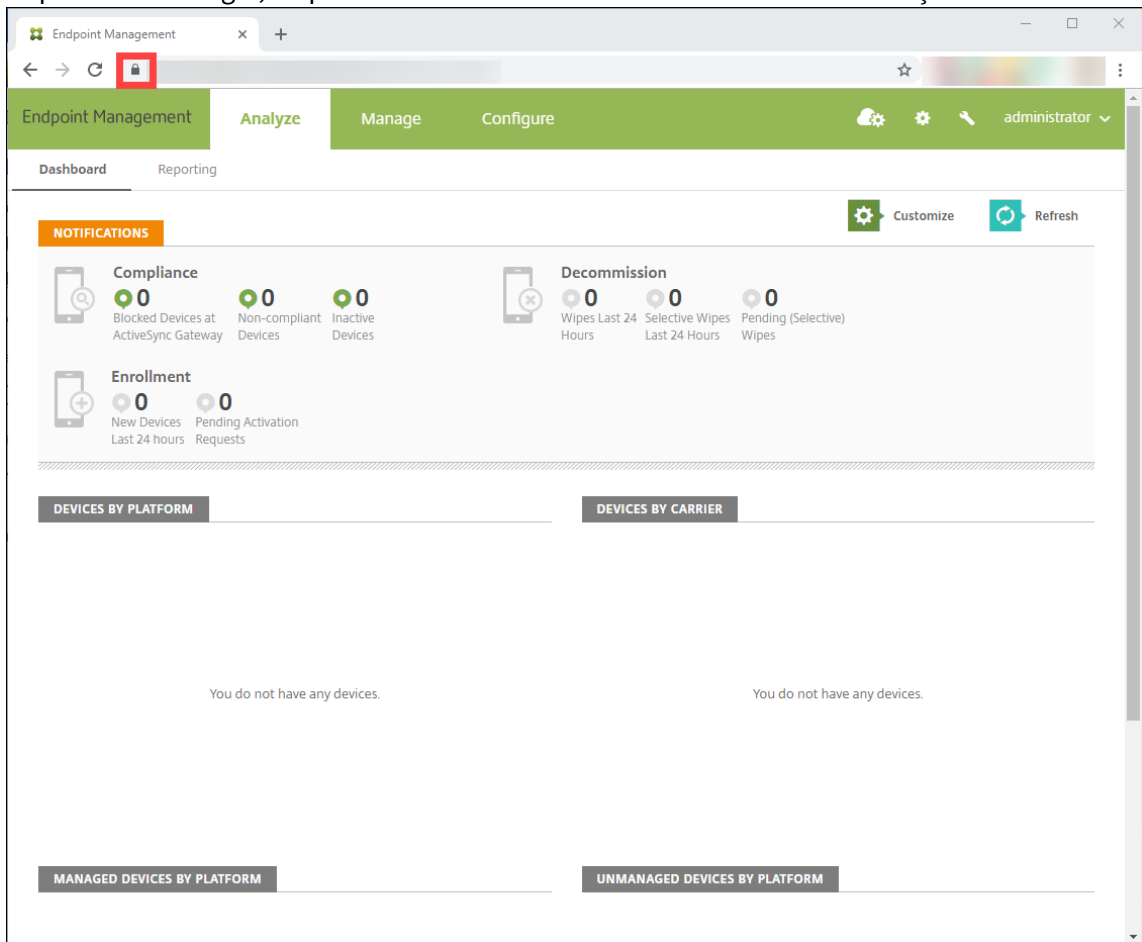 Endpoint Management
Endpoint Management Analyze Manage Configure administrator
Dashboard Reporting
Customize Refresh
NOTIFICATIONS
Compliance
0 0 0
Blocked Devices at Non-compliant Inactive
ActiveSync Gateway Devices Devices
Decommission
0 0 0
Wipes Last 24 Selective Wipes Pending (Selective)
Hours Last 24 Hours Wipes
Enrollment
0 0
New Devices Pending Activation
Last 24 hours Requests
DEVICES BY PLATFORM DEVICES BY CARRIER
You do not have any devices. You do not have any devices.
MANAGED DEVICES BY PLATFORM UNMANAGED DEVICES BY PLATFORM